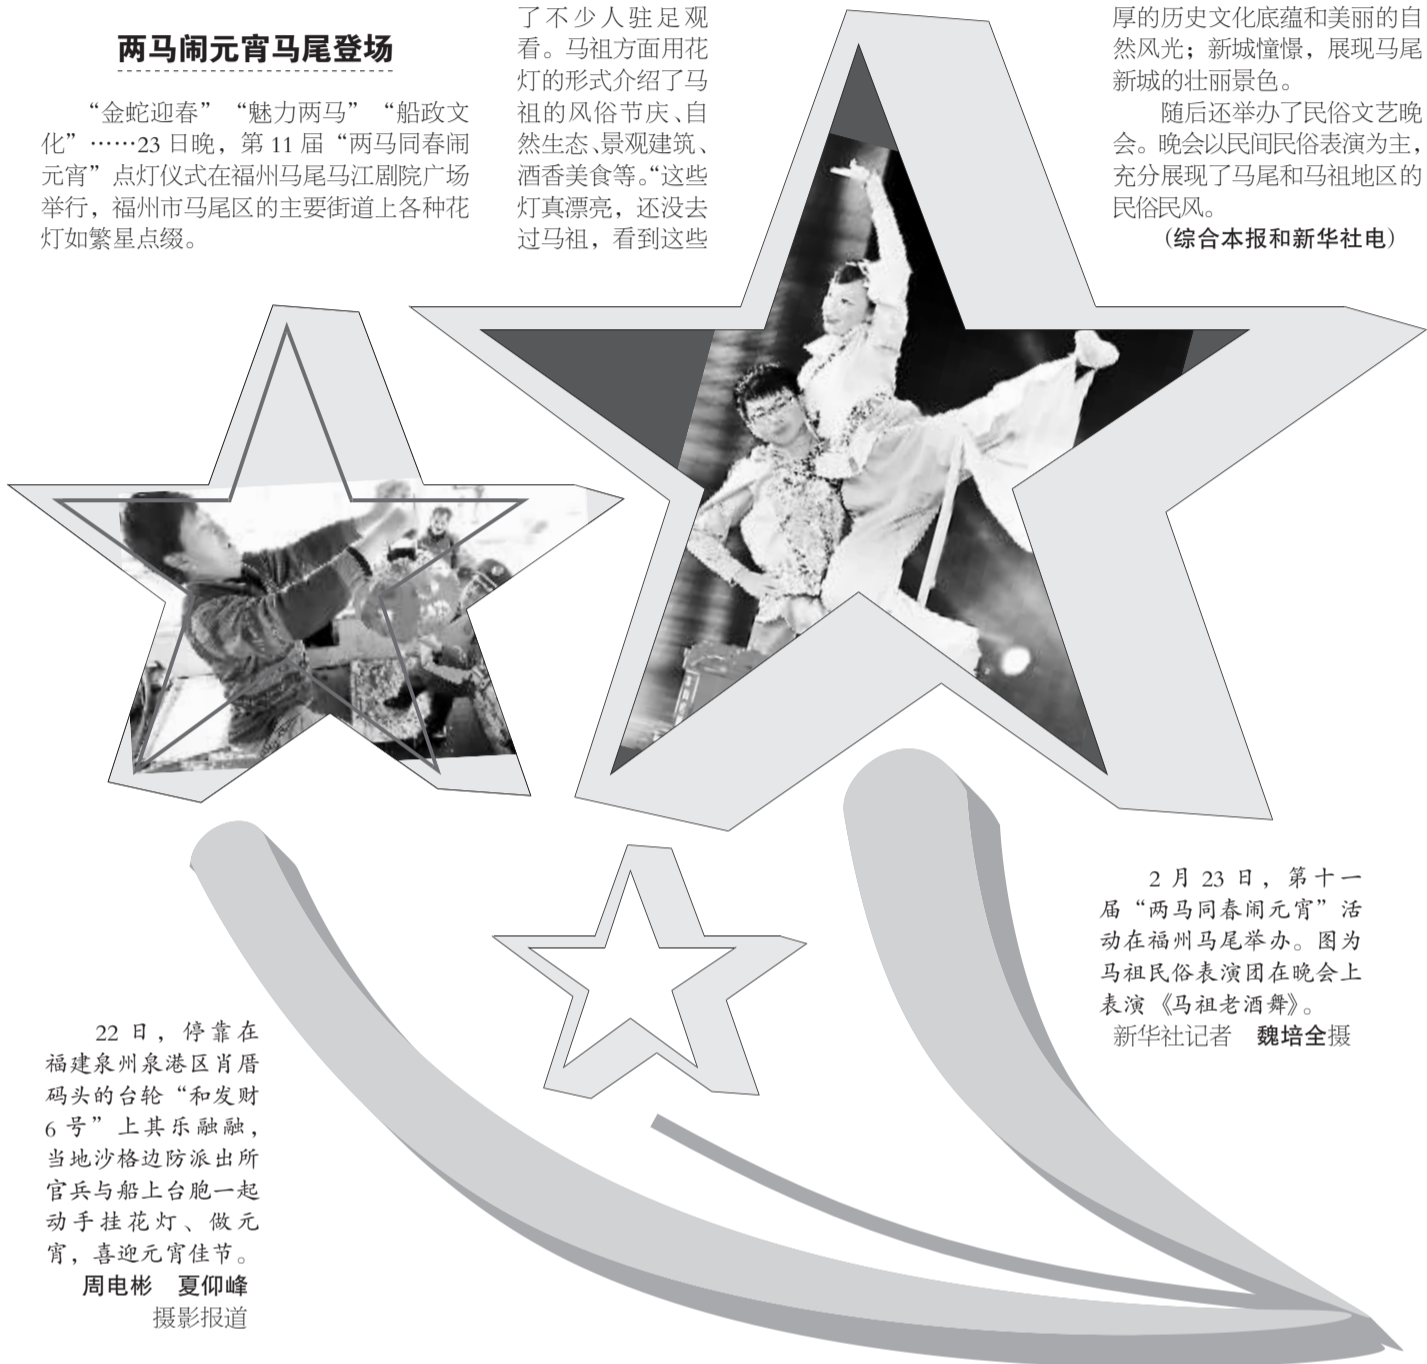 两马闹元宵马尾登场
“金蛇迎春” “魅力两马” “船政文
化”……23 日晚，第 11 届“两马同春闹
元宵”点灯仪式在福州马尾马江剧院广场
举行，福州市马尾区的主要街道上各种花
灯如繁星点缀。
了不少人驻足观
看。马祖方面用花
灯的形式介绍了马
祖的风俗节庆、自
然生态、景观建筑、
酒香美食等。“这些
灯真漂亮，还没去
过马祖，看到这些
厚的历史文化底蕴和美丽的自
然风光；新城憧憬，展现马尾
新城的壮丽景色。
随后还举办了民俗文艺晚
会。晚会以民间民俗表演为主，
充分展现了马尾和马祖地区的
民俗民风。
（综合本报和新华社电）
2 月 23 日，第十一
届“两马同春闹元宵”活
动在福州马尾举办。图为
马祖民俗表演团在晚会上
表演《马祖老酒舞》。
新华社记者 魏培全摄
22 日，停靠在
福建泉州泉港区肖厝
码头的台轮“和发财
6 号”上其乐融融，
当地沙格边防派出所
官兵与船上台胞一起
动手挂花灯、做元
宵，喜迎元宵佳节。
周电彬 夏仰峰
摄影报道